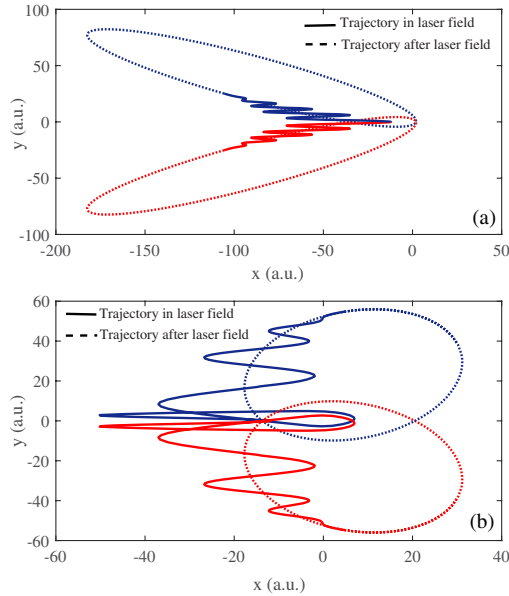 100
Trajectory in laser field
Trajectory after laser field
50
y (a.u.)
0
-50
-100
(a)
-200 -150 -100 -50 0 50
x (a.u.)
60
Trajectory in laser field
Trajectory after laser field
40
20
y (a.u.)
0
-20
-40
(b)
-60
-60 -40 -20 0 20 40
x (a.u.)